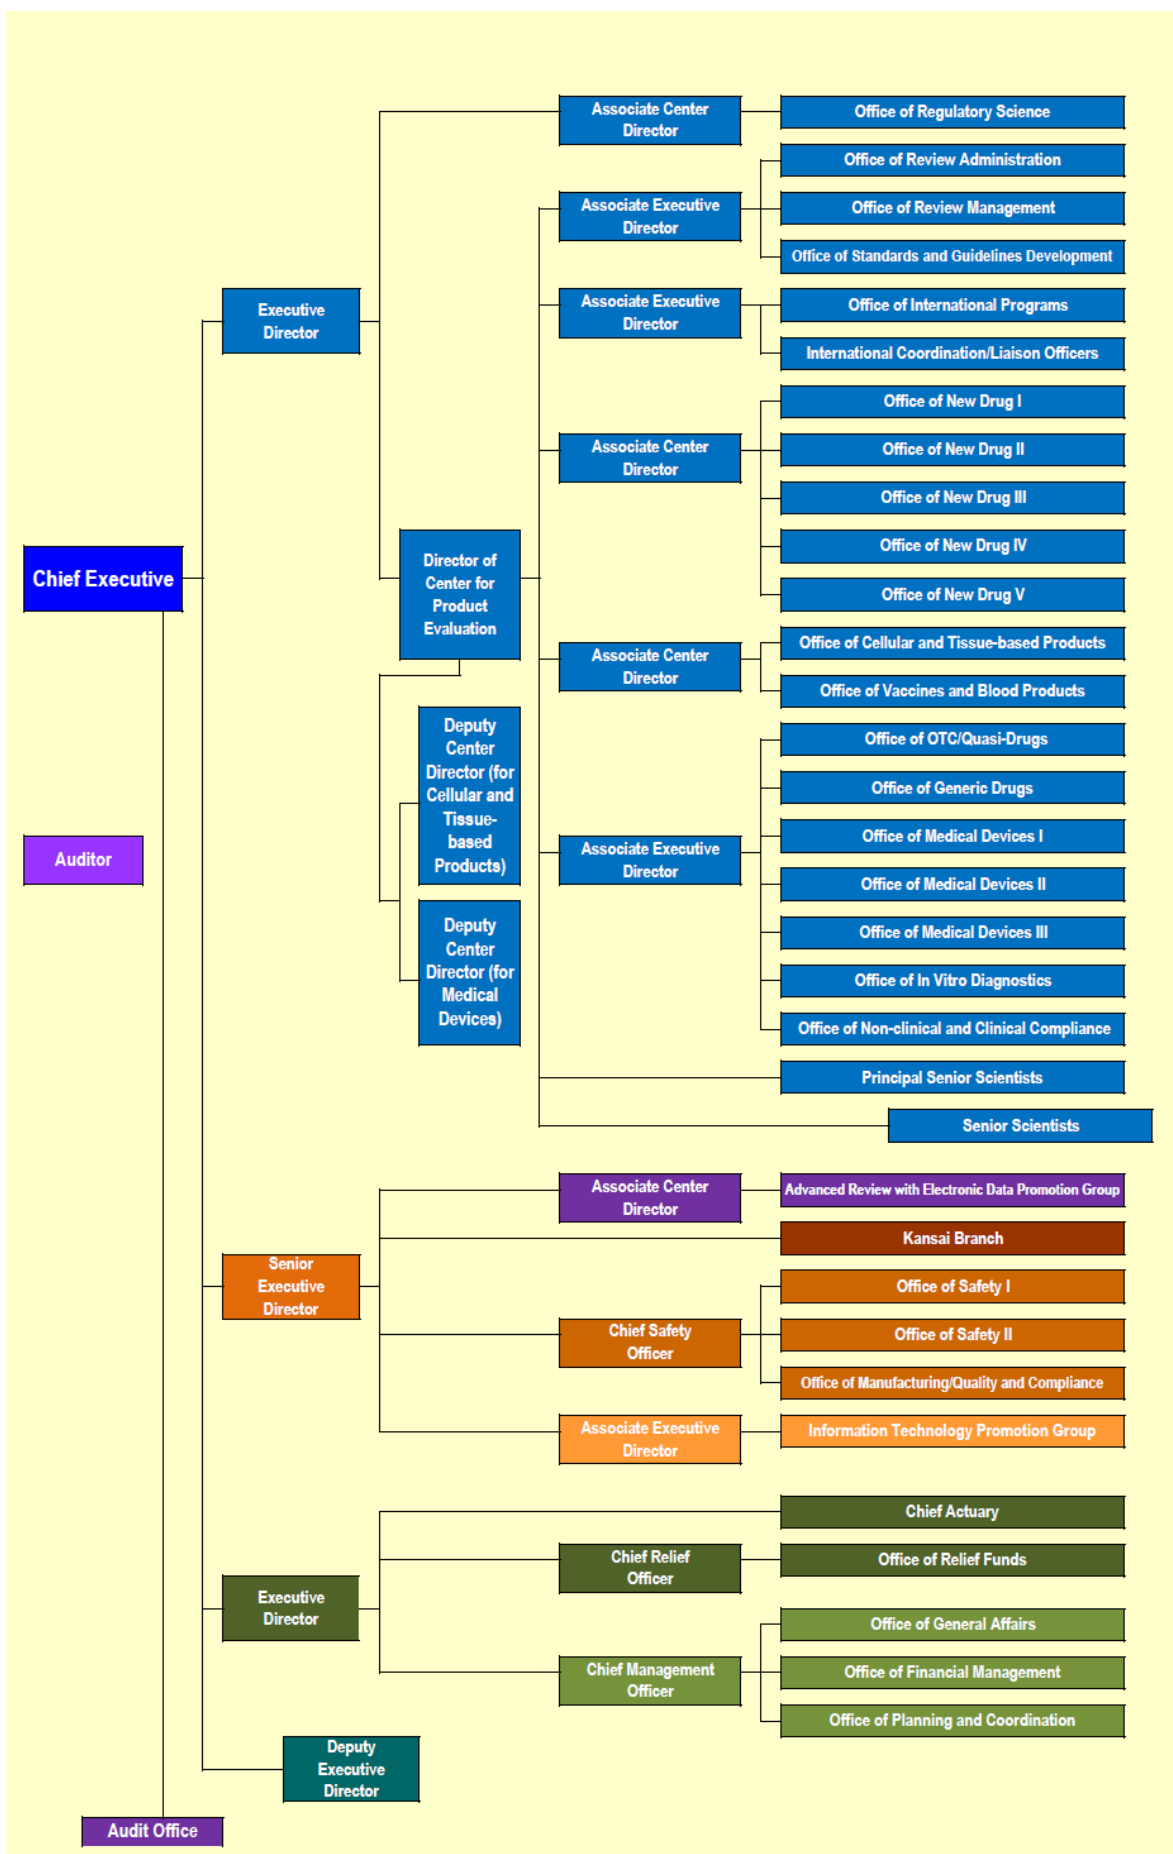 Associate Center
Director
Office of Regulatory Science
Office of Review Administration
Associate Executive
Director
Office of Review Management
Office of Standards and Guidelines Development
Executive
Director
Associate Executive
Director
Office of International Programs
International Coordination/Liaison Officers
Office of New Drug I
Associate Center
Director
Office of New Drug II
Office of New Drug III
Office of New Drug IV
Chief Executive
Director of
Center for
Product
Evaluation
Office of New Drug V
Associate Center
Director
Office of Cellular and Tissue-based Products
Office of Vaccines and Blood Products
Deputy
Center
Director (for
Cellular and
Tissue-
based
Products)
Office of OTC/Quasi-Drugs
Office of Generic Drugs
Office of Medical Devices I
Auditor
Associate Executive
Director
Office of Medical Devices II
Office of Medical Devices III
Deputy
Center
Director (for
Medical
Devices)
Office of In Vitro Diagnostics
Office of Non-clinical and Clinical Compliance
Principal Senior Scientists
Senior Scientists
Associate Center
Director
Advanced Review with Electronic Data Promotion Group
Kansai Branch
Senior
Executive
Director
Office of Safety I
Chief Safety
Officer
Office of Safety II
Office of Manufacturing/Quality and Compliance
Associate Executive
Director
Information Technology Promotion Group
Chief Actuary
Chief Relief
Officer
Office of Relief Funds
Executive
Director
Office of General Affairs
Chief Management
Officer
Office of Financial Management
Office of Planning and Coordination
Deputy
Executive
Director
Audit Office